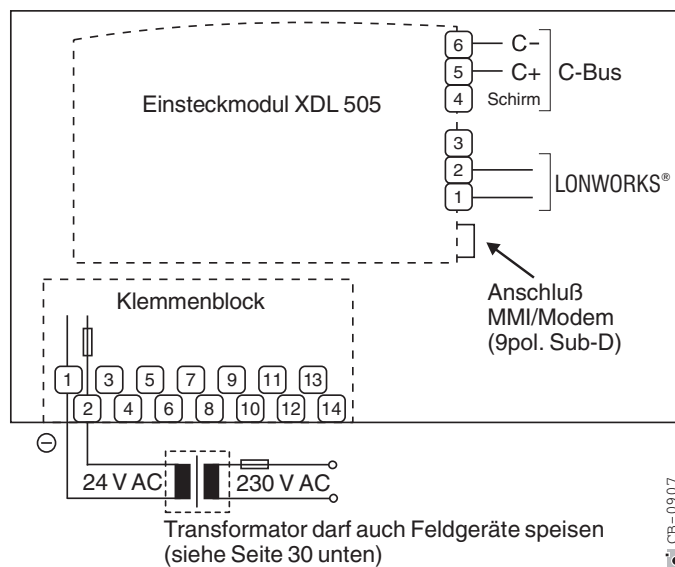 6 C-
5 C+ C-Bus
4 Schirm
Einsteckmodul XDL 505
3
2
1
LONWORKS®
Anschluß
MMI/Modem
(9pol. Sub-D)
Klemmenblock
1 3 5 7 9 11 13
2 4 6 8 10 12 14
24 V AC 230 V AC
Transformator darf auch Feldgeräte speisen
(siehe Seite 30 unten)
CB-0907